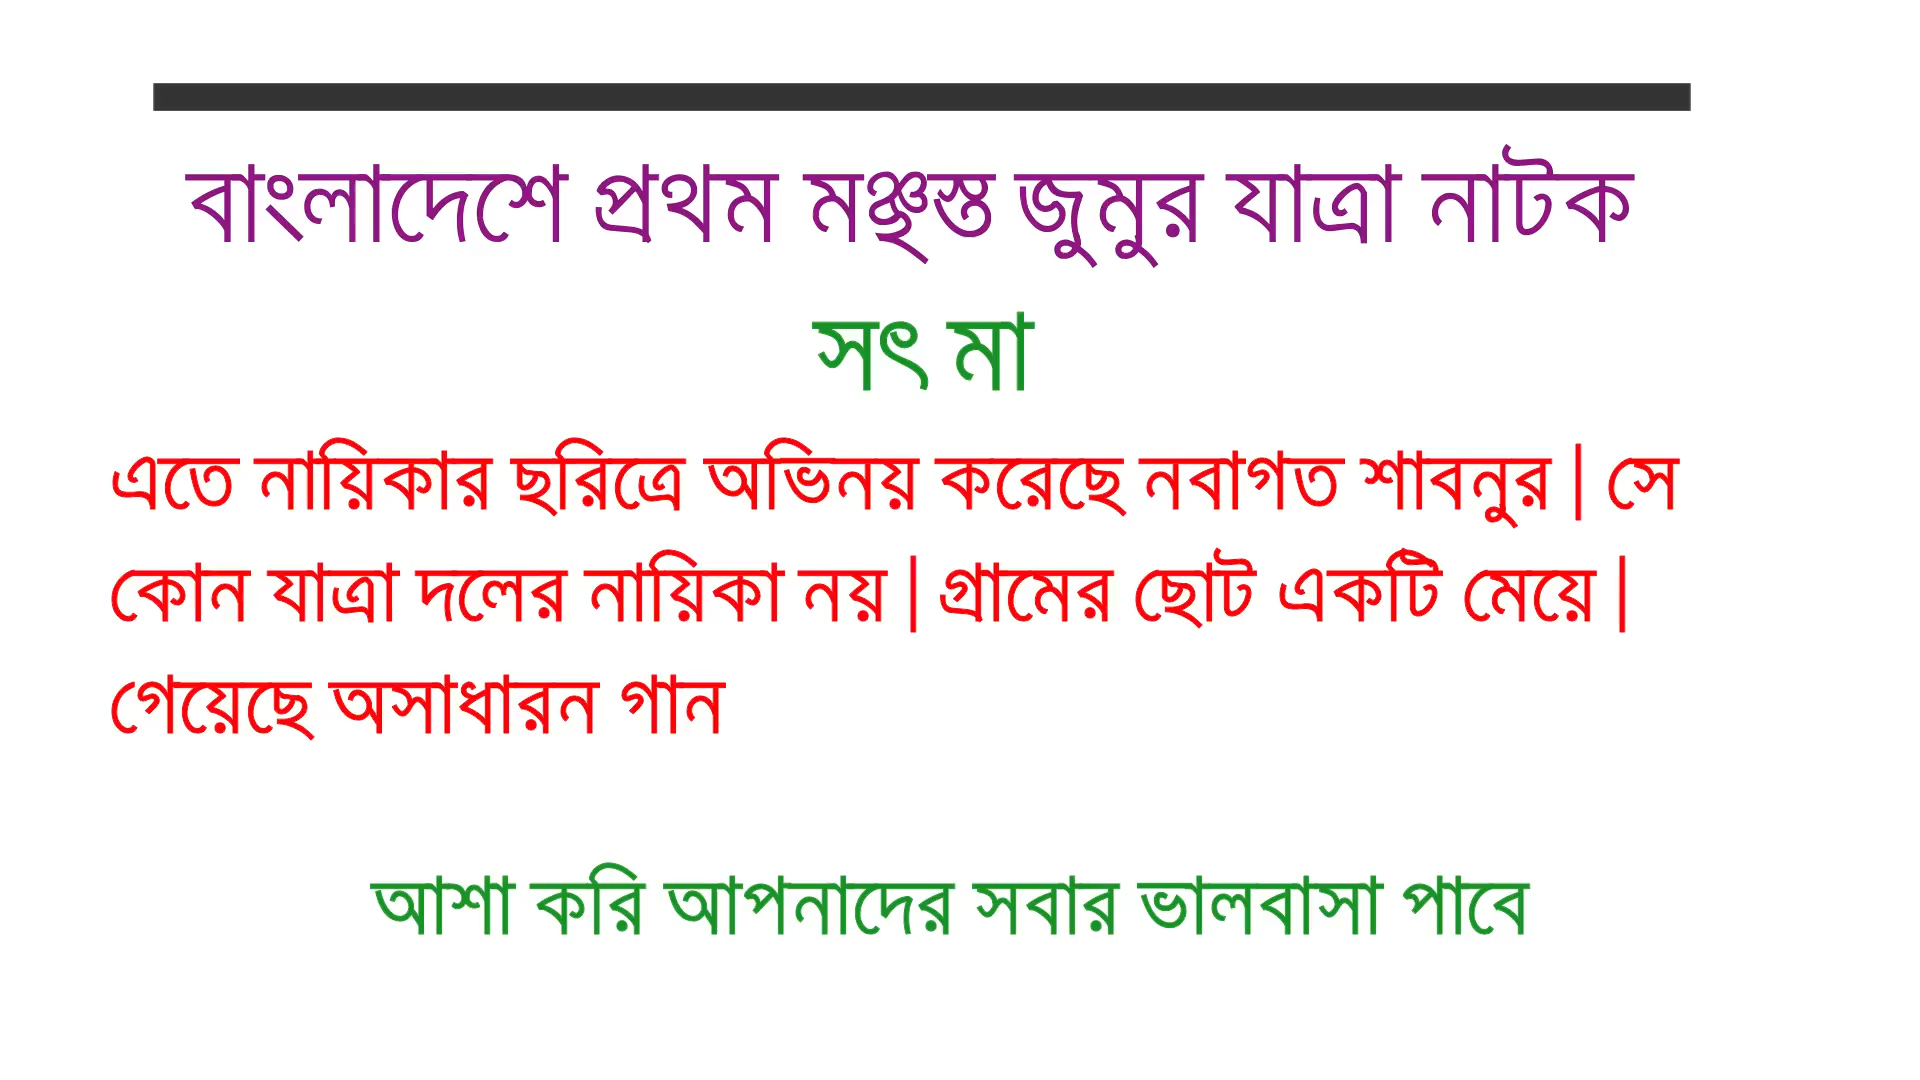 বাংলাদেশে প্রথম মঞ্ছস্ত জুমুর যাত্রা নাটক
সৎ মা
এতে নায়িকার ছরিত্রে অভিনয় করেছে নবাগত শাবনুর | সে
কোন যাত্রা দলের নায়িকা নয় | গ্রামের ছোট একটি মেয়ে |
গেয়েছে অসাধারন গান
আশা করি আপনাদের সবার ভালবাসা পাবে